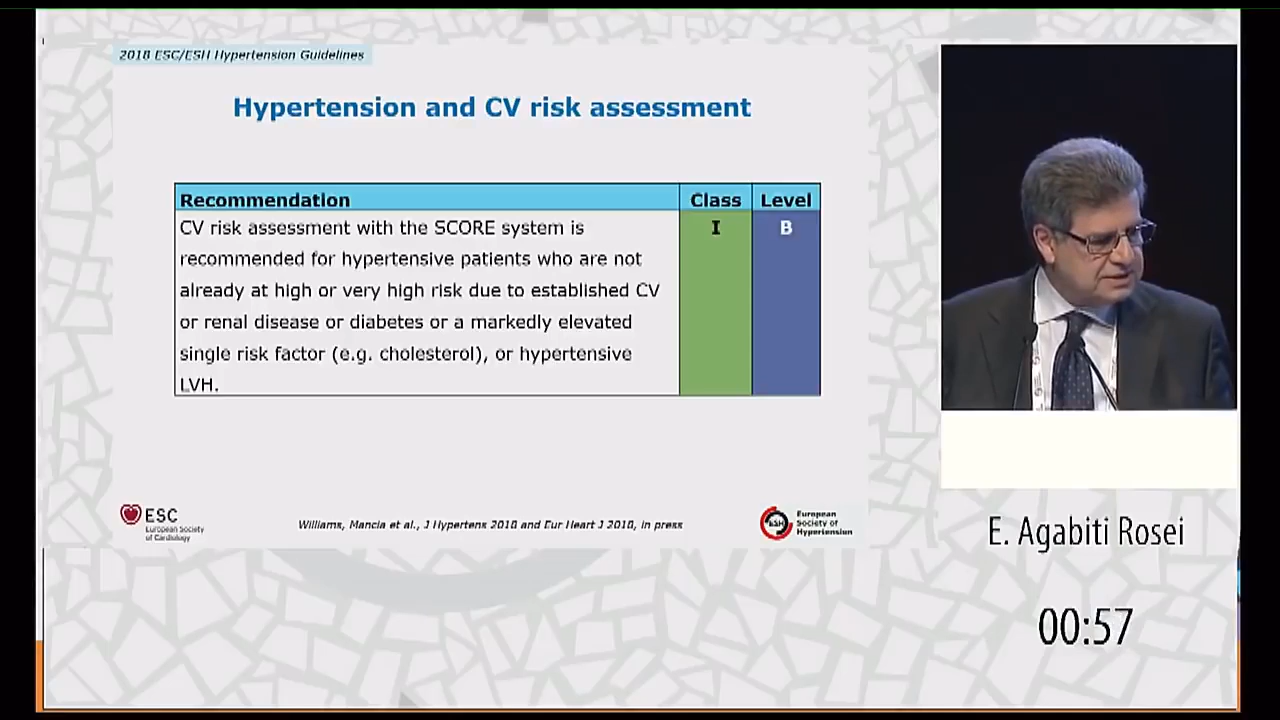 2018 ESC/ESH Hypertension Guidelines
Hypertension and CV risk assessment
Recommendation Class Level
CV risk assessment with the SCORE system is I B
recommended for hypertensive patients who are not
already at high or very high risk due to established CV
or renal disease or diabetes or a markedly elevated
single risk factor (e.g. cholesterol), or hypertensive
LVH.
ESC
European Society
of Cardiology
Williams, Mancia et al., J Hypertens 2018 and Eur Heart J 2018, in press
ESH
European
Society of
Hypertension
E. Agabiti Rosei
00:57